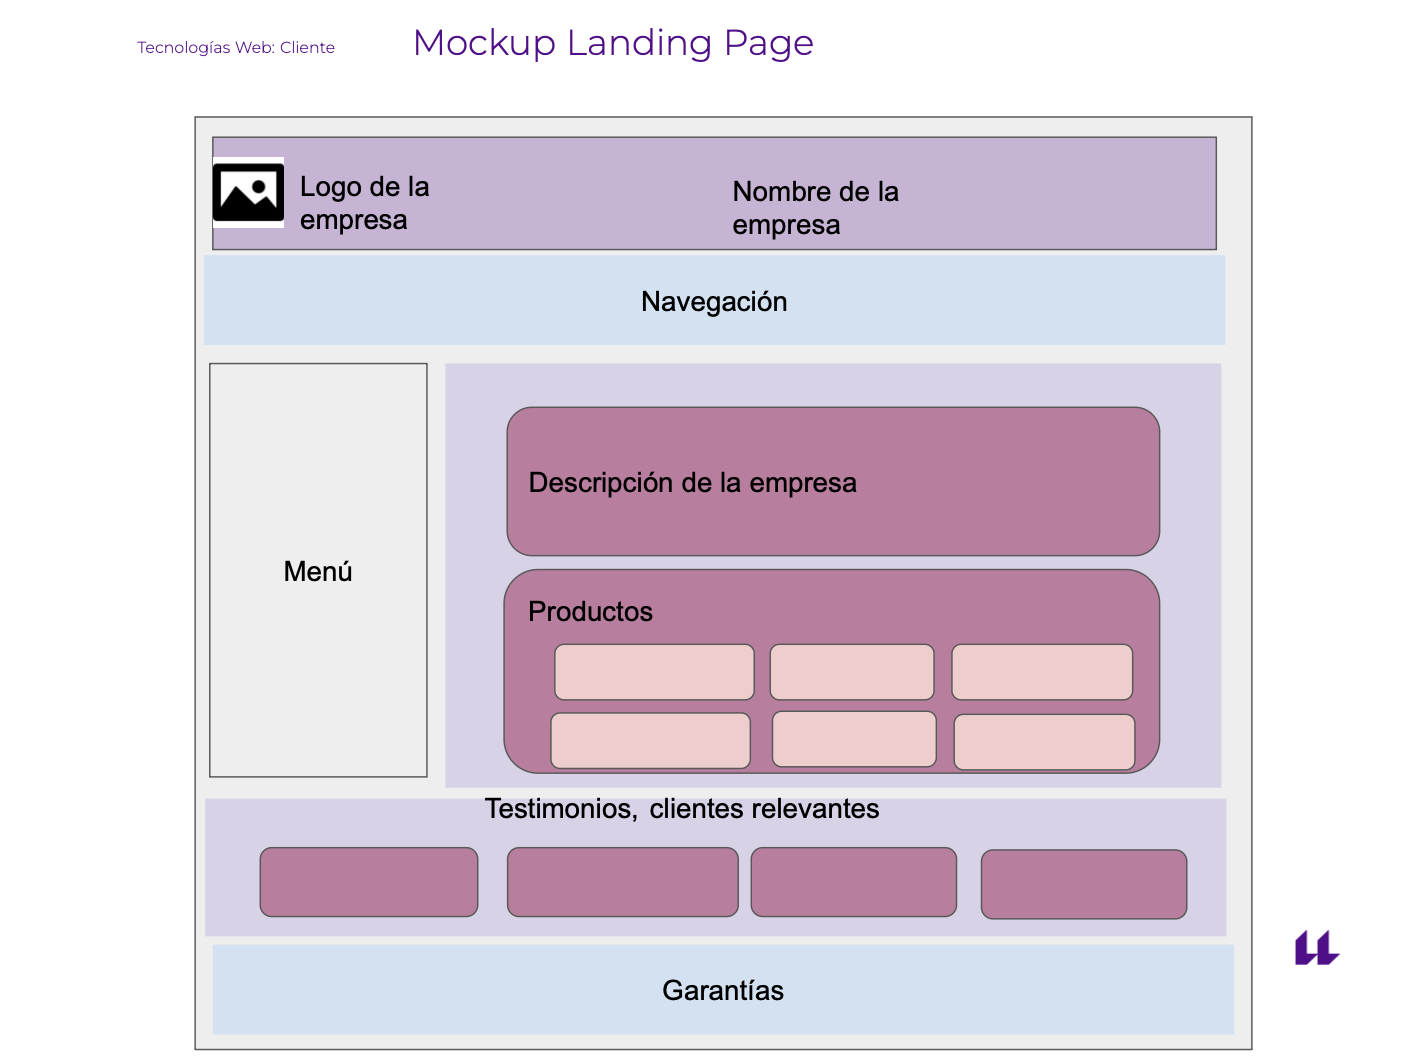 Tecnologías Web: Cliente
Mockup Landing Page
Logo de la
empresa
Nombre de la
empresa
Navegación
Menú
Descripción de la empresa
Productos
Testimonios, clientes relevantes
Garantías